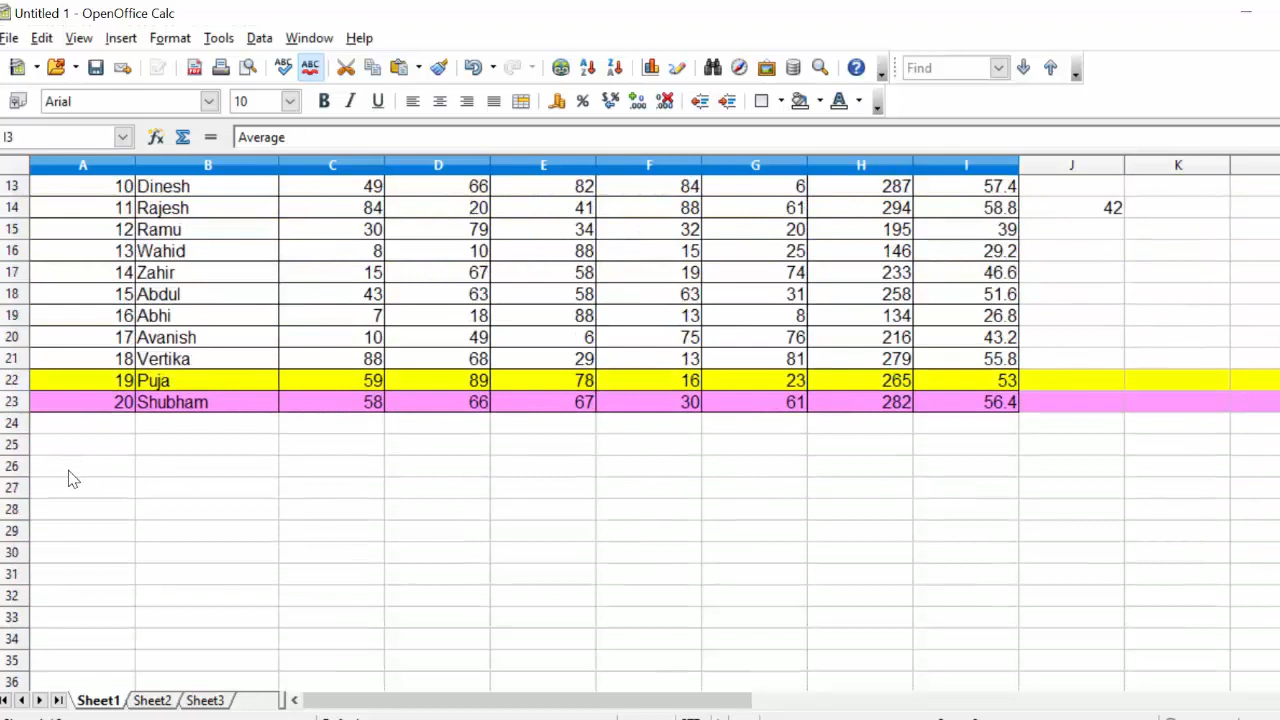 Untitled 1 - OpenOffice Calc
File Edit View Insert Format Tools Data Window Help
ABC ABC Find
Arial 10 B I U
I3 Average
A B C D E F G H I J K
13 10 Dinesh 49 66 82 84 6 287 57.4
14 11 Rajesh 84 20 41 88 61 294 58.8 42
15 12 Ramu 30 79 34 32 20 195 39
16 13 Wahid 8 10 88 15 25 146 29.2
17 14 Zahir 15 67 58 19 74 233 46.6
18 15 Abdul 43 63 58 63 31 258 51.6
19 16 Abhi 7 18 88 13 8 134 26.8
20 17 Avanish 10 49 6 75 76 216 43.2
21 18 Vertika 88 68 29 13 81 279 55.8
22 19 Puja 59 89 78 16 23 265 53
23 20 Shubham 58 66 67 30 61 282 56.4
24
25
26
27
28
29
30
31
32
33
34
35
36
Sheet1 Sheet2 Sheet3